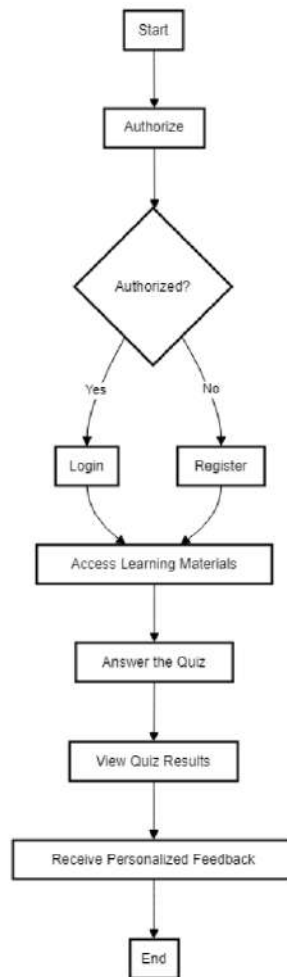 Start
Authorize
Authorized?
Yes
No
Login
Register
Access Learning Materials
Answer the Quiz
View Quiz Results
Receive Personalized Feedback
End